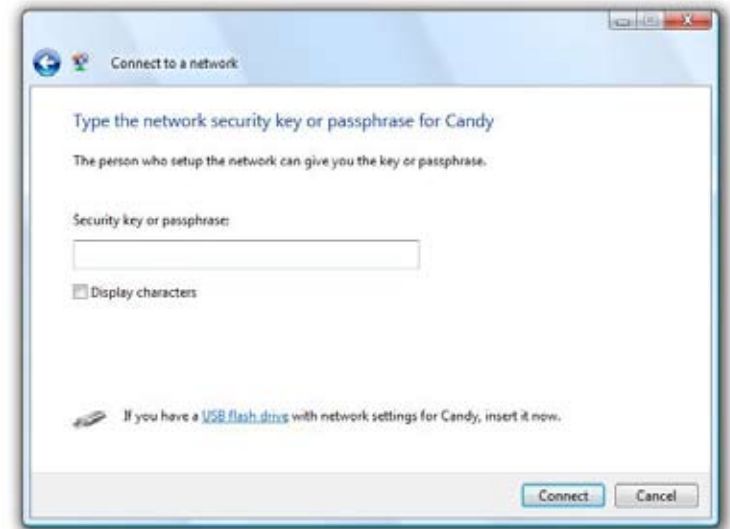 Connect to a network
Type the network security key or passphrase for Candy
The person who setup the network can give you the key or passphrase.
Security key or passphrase:
Display characters
If you have a USB flash drive with network settings for Candy, insert it now.
Connect Cancel